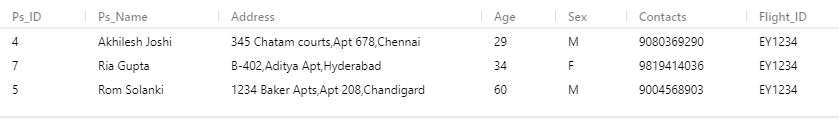 Ps_ID Ps_Name Address Age Sex Contacts Flight_ID
4 Akhilesh Joshi 345 Chatam courts,Apt 678,Chennai 29 M 9080369290 EY1234
7 Ria Gupta B-402,Aditya Apt,Hyderabad 34 F 9819414036 EY1234
5 Rom Solanki 1234 Baker Apts,Apt 208,Chandigard 60 M 9004568903 EY1234